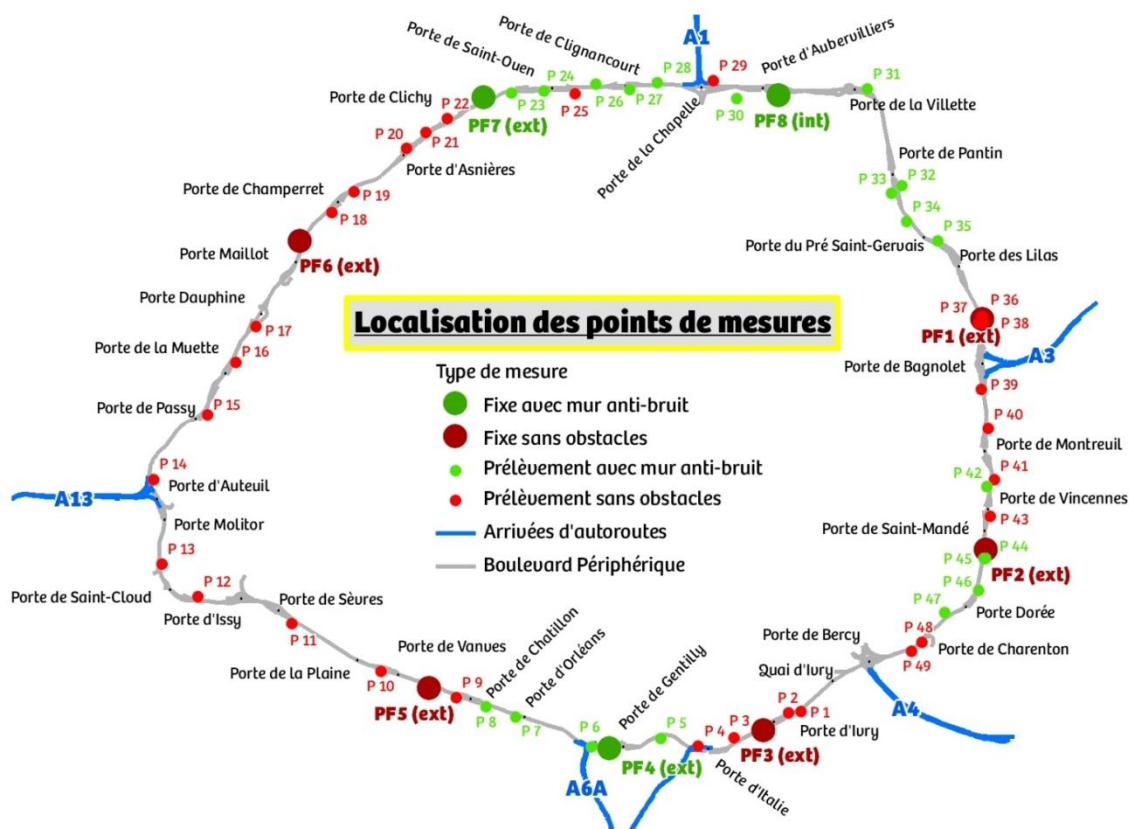 A1
Porte de Clignancourt
Porte d'Aubervilliers
Porte de Saint-Ouen
P 28
P 29
P 24
P 31
Porte de Clichy
P 22
P 23
P 25
P 26
P 27
P 30
PF7 (ext)
PF8 (int)
Porte de la Villette
P 20
P 21
Porte de la Chapelle
Porte d'Asnières
Porte de Pantin
P 33
P 32
Porte de Champerret
P 19
P 18
P 34
P 35
Porte du Pré Saint-Gervais
Porte Maillot
PF6 (ext)
Porte des Lilas
Porte Dauphine
P 37
P 36
P 38
PF1 (ext)
P 17
Localisation des points de mesures
Porte de la Muette
P 16
A3
Porte de Bagnolet
Type de mesure
P 39
Fixe avec mur anti-bruit
Porte de Passy
P 15
P 40
Fixe sans obstacles
Porte de Montreuil
P 14
Prélèvement avec mur anti-bruit
P 41
P 42
Porte d'Auteuil
A13
Prélèvement sans obstacles
Porte de Vincennes
P 43
Porte Molitor
Arrivées d'autoroutes
Porte de Saint-Mandé
P 13
P 44
P 45
Boulevard Périphérique
PF2 (ext)
P 12
P 46
Porte de Saint-Cloud
Porte de Sèvres
P 47
Porte Dorée
Porte d'Issy
P 11
P 48
Porte de Bercy
Porte de Charenton
P 49
Porte de Vanves
Porte de Chatillon
Porte d'Orléans
Porte de Gentilly
Quai d'Ivry
Porte de la Plaine
P 10
P 9
PF5 (ext)
P 8
P 7
A4
P 2
P 1
P 6
P 5
P 4
P 3
Porte d'Ivry
PF3 (ext)
PF4 (ext)
A6A
Porte d'Italie